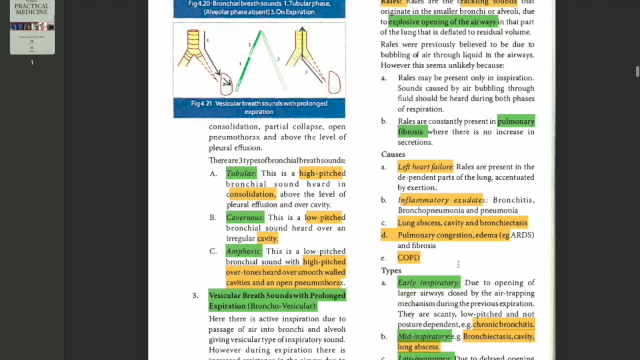 PRACTICAL
MEDICINE
1
Fig 4.20 Bronchial breath sounds 1. Tubular phase,
(Alveolar phase absent) 3. On Expiration
Fig 4.21 Vesicular breath sounds with prolonged
expiration
consolidation, partial collapse, open
pneumothorax and above the level of
pleural effusion.
There are 3 types of bronchial breath sounds:
A. Tubular: This is a high-pitched
bronchial sound heard in
consolidation, above the level of
pleural effusion and over cavity.
B. Cavernous: This is a low-pitched
bronchial sound heard over an
irregular cavity.
C. Amphoric: This is a low-pitched
bronchial sound with high-pitched
over-tones heard over smooth walled
cavities and an open pneumothorax.
3. Vesicular Breath Sounds with Prolonged
Expiration (Broncho-Vesicular)
Here there is active inspiration due to
passage of air into bronchi and alveoli
giving vesicular type of inspiratory sound.
However during expiration there is
increased resistance in the airways due to
Rales: Rales are the crackling sounds that
originate in the smaller bronchi or alveoli, due
to explosive opening of the airways in that part
of the lung that is deflated to residual volume.
Rales were previously believed to be due to
bubbling of air through liquid in the airways.
However this seems unlikely because:
a. Rales may be present only in inspiration.
Sounds caused by air bubbling through
fluid should be heard during both phases
of respiration.
b. Rales are constantly present in pulmonary
fibrosis where there is no increase in
secretions.
Causes
a. Left heart failure: Rales are present in the
de-pendent parts of the lung, accentuated
by exertion.
b. Inflammatory exudates: Bronchitis,
Bronchopneumonia and pneumonia
c. Lung abscess, cavity and bronchiectasis
d. Pulmonary congestion, edema (eg ARDS)
and fibrosis
e. COPD
Types
a. Early inspiratory: Due to opening of
larger airways closed by the air-trapping
mechanism during the previous expiration.
They are scanty, low-pitched and not
posture dependent, e.g. chronic bronchitis.
b. Mid-inspiratory e.g. Bronchiectasis, cavity,
lung abscess.
c. Late-inspiratory: Due to delayed opening